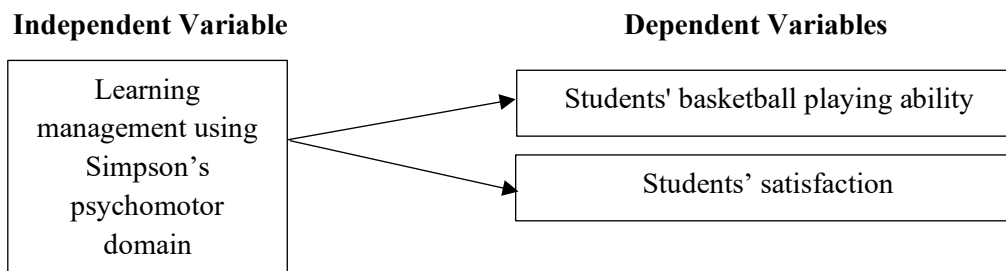 Independent Variable
Dependent Variables
Learning
management using
Simpson’s
psychomotor
domain
Students' basketball playing ability
Students’ satisfaction